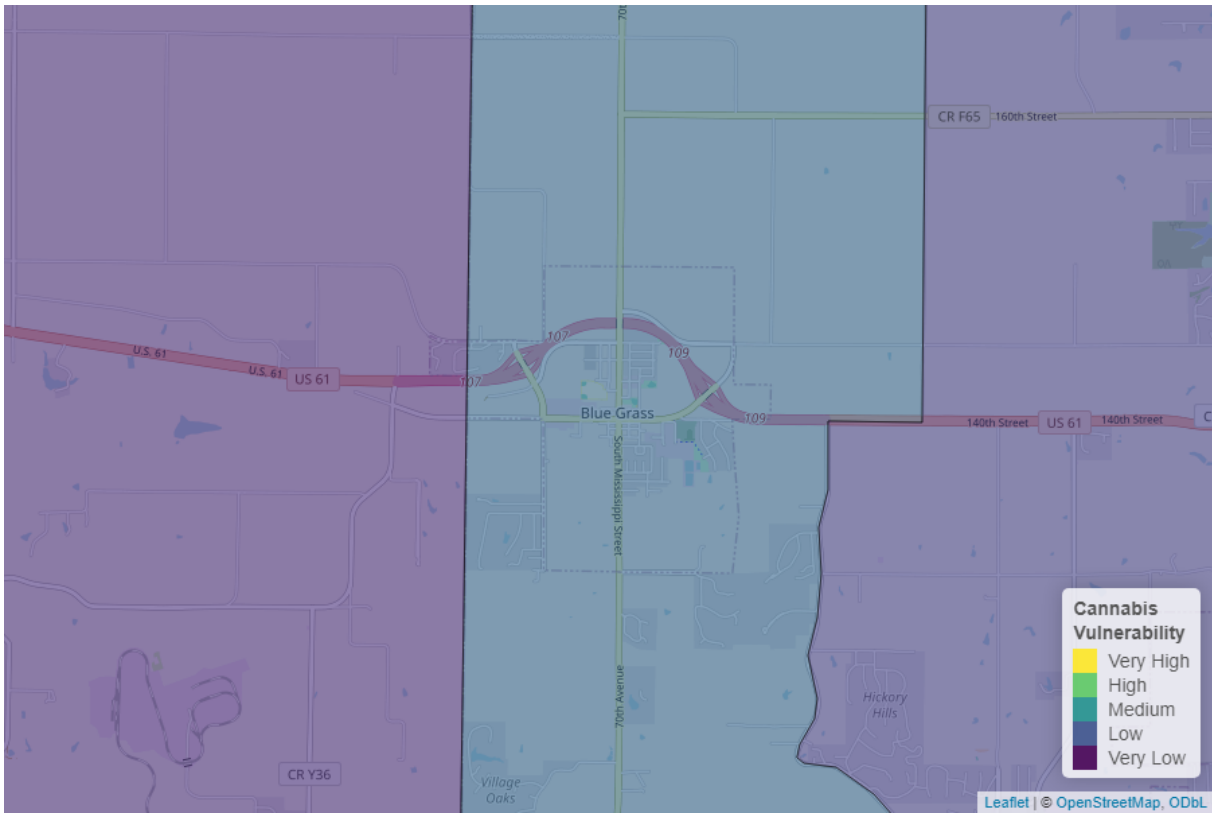 70t
CR F65
160th Street
107
109
U.S. 61
U.S. 61
US 61
107
Blue Grass
109
140th Street
US 61
140th Street
C
South Mississippi Street
70th Avenue
Hickory
Hills
CR Y36
Village
Oaks
Cannabis
Vulnerability
Very High
High
Medium
Low
Very Low
Leaflet | © OpenStreetMap, ODbL